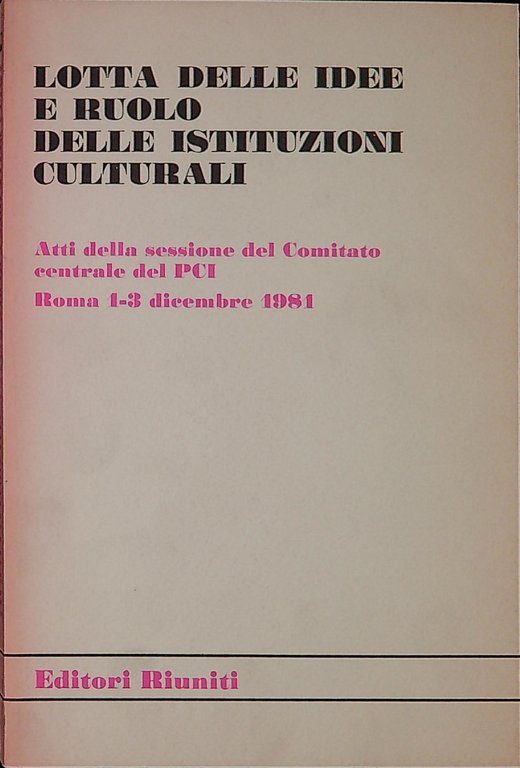 LOTTA DELLE IDEE
E RUOLO
DELLE ISTITUZIONI
CULTURALI
Atti della sessione del Comitato
centrale del PCI
Roma 1-3 dicembre 1981
Editori Riuniti